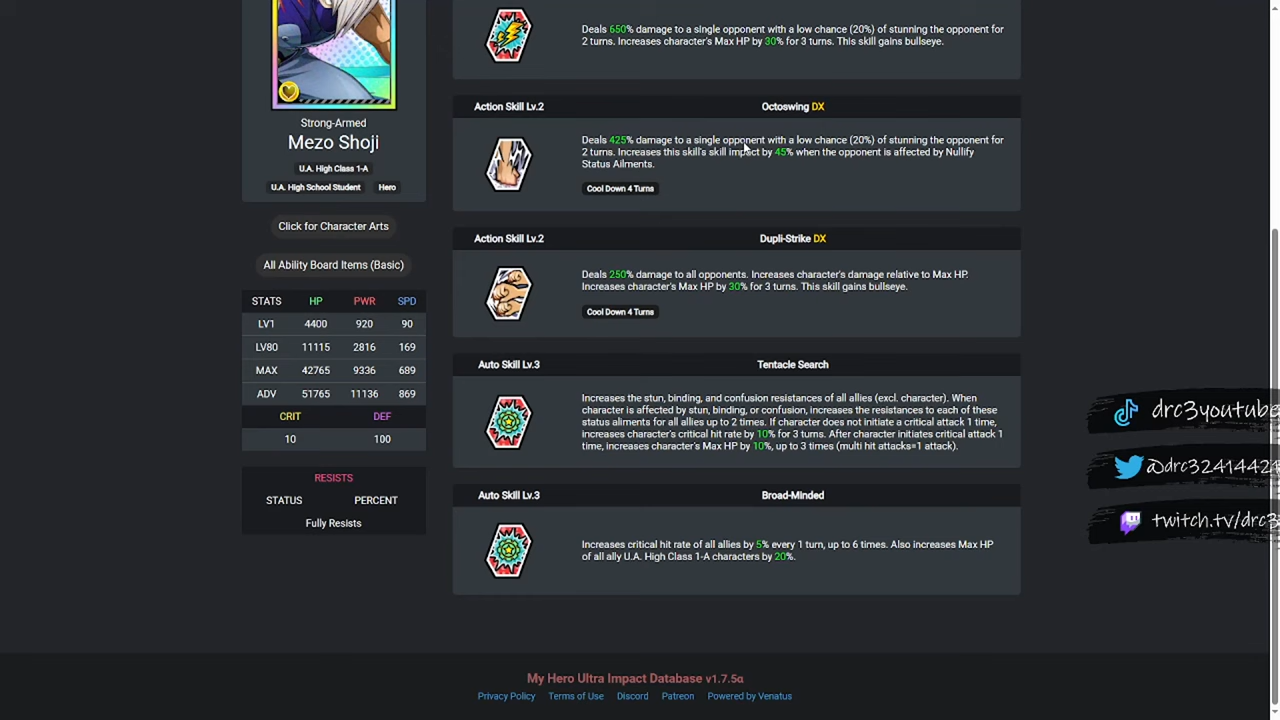 Deals 650% damage to a single opponent with a low chance (20%) of stunning the opponent for
2 turns. Increases character's Max HP by 30% for 3 turns. This skill gains bullseye.
Strong-Armed
Mezo Shoji
U.A. High Class 1-A
U.A. High School Student
Hero
Click for Character Arts
All Ability Board Items (Basic)
STATS HP PWR SPD
LV1 4400 920 90
LV80 11115 2816 169
MAX 42765 9336 689
ADV 51765 11136 869
CRIT DEF
10 100
RESISTS
STATUS PERCENT
Fully Resists
Action Skill Lv.2 Octoswing DX
Deals 425% damage to a single opponent with a low chance (20%) of stunning the opponent for
2 turns. Increases this skill's skill impact by 45% when the opponent is affected by Nullify
Status Ailments.
Cool Down 4 Turns
Action Skill Lv.2 Dupli-Strike DX
Deals 250% damage to all opponents. Increases character's damage relative to Max HP.
Increases character's Max HP by 30% for 3 turns. This skill gains bullseye.
Cool Down 4 Turns
Auto Skill Lv.3 Tentacle Search
Increases the stun, binding, and confusion resistances of all allies (excl. character). When
character is affected by stun, binding, or confusion, increases the resistances to each of these
status aliments for all allies up to 2 times. If character does not initiate a critical attack 1 time,
increases character's critical hit rate by 10% for 3 turns. After character initiates critical attack 1
time, increases character's Max HP by 10%, up to 3 times (multi hit attacks=1 attack).
Auto Skill Lv.3 Broad-Minded
Increases critical hit rate of all allies by 5% every 1 turn, up to 6 times. Also increases Max HP
of all ally U.A. High Class 1-A characters by 20%.
drc3youtube
@drc32414424
twitch.tv/drc3
My Hero Ultra Impact Database v1.7.5α
Privacy Policy Terms of Use Discord Patreon Powered by Venatus